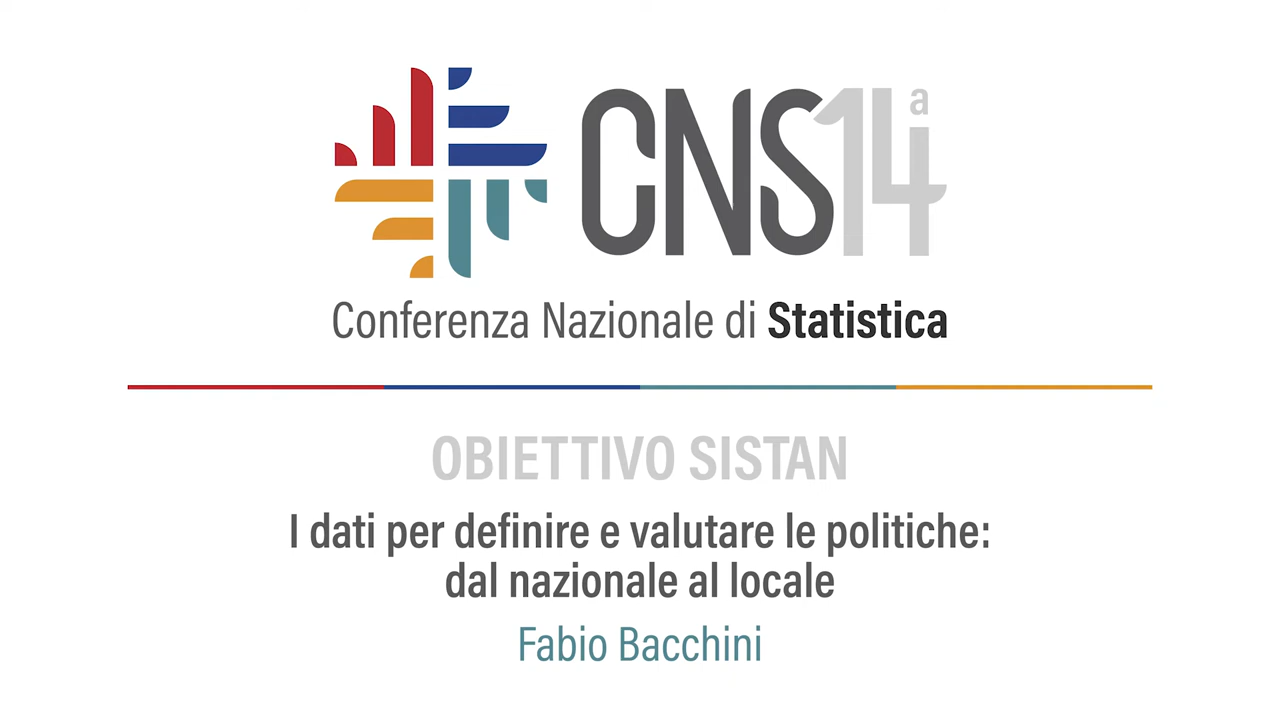 CNS14ª
Conferenza Nazionale di Statistica
OBIETTIVO SISTAN
I dati per definire e valutare le politiche:
dal nazionale al locale
Fabio Bacchini